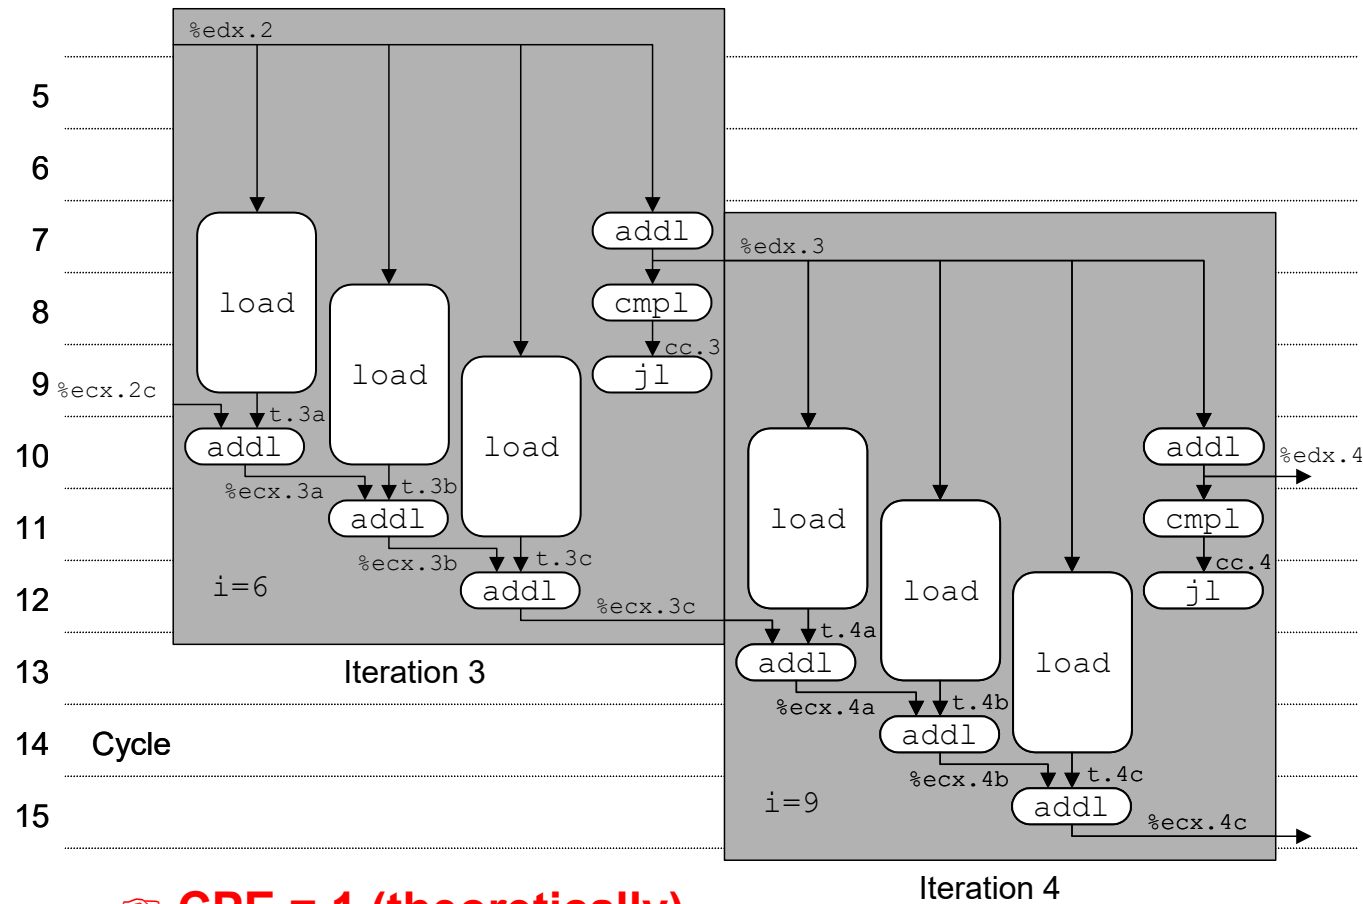 %edx.2
5
6
7
addl
%edx.3
8
load
cmpl
cc.3
9
%ecx.2c
load
jl
t.3a
10
addl
load
addl
%edx.4
%ecx.3a
t.3b
11
addl
load
cmpl
%ecx.3b
t.3c
cc.4
12
i=6
addl
%ecx.3c
load
jl
t.4a
13
Iteration 3
addl
load
%ecx.4a
t.4b
14
Cycle
addl
%ecx.4b
t.4c
15
i=9
addl
%ecx.4c
Iteration 4
☞ CPE = 1 (theoretically)